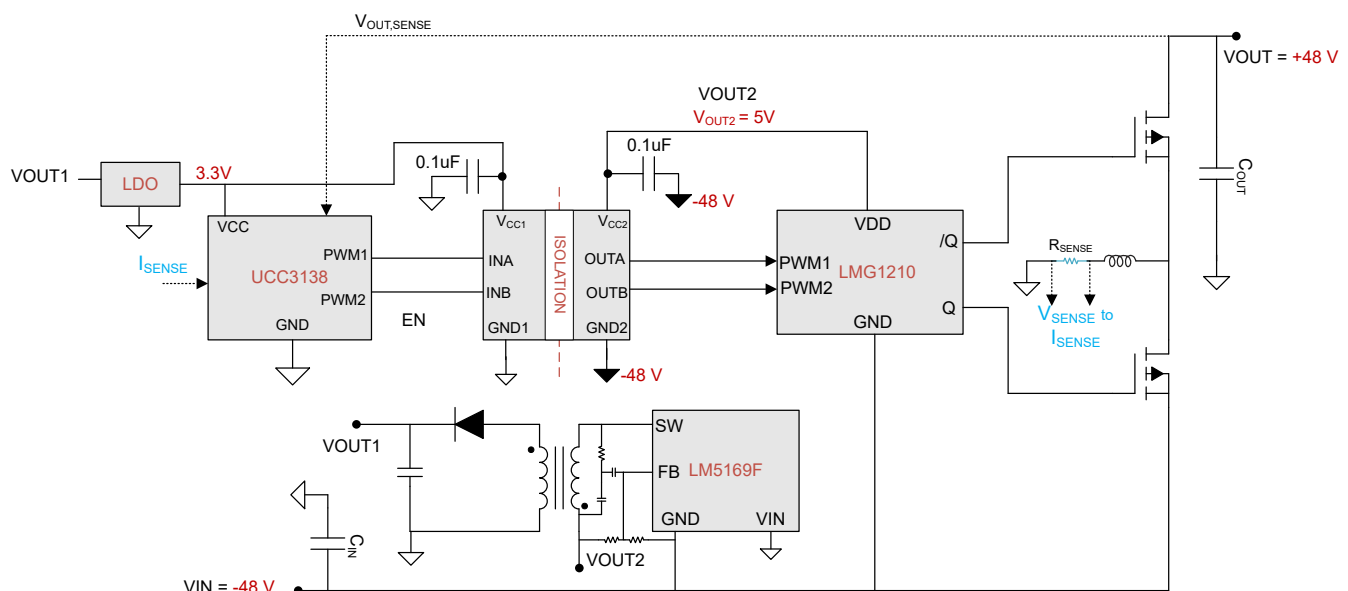 VOUT,SENSE
VOUT = +48 V
VOUT2
VOUT2 = 5V
0.1uF
0.1uF
VOUT1
LDO
3.3V
-48 V
COUT
VCC
VCC1
VCC2
VDD
ISOLATION
PWM1
INA
OUTA
PWM1
/Q
RSENSE
ISENSE
UCC3138
LMG1210
PWM2
INB
OUTB
PWM2
Q
VSENSE to
ISENSE
GND
EN
GND1
GND2
GND
-48 V
VOUT1
SW
FB
LM5169F
GND
VIN
CIN
VOUT2
VIN = -48 V